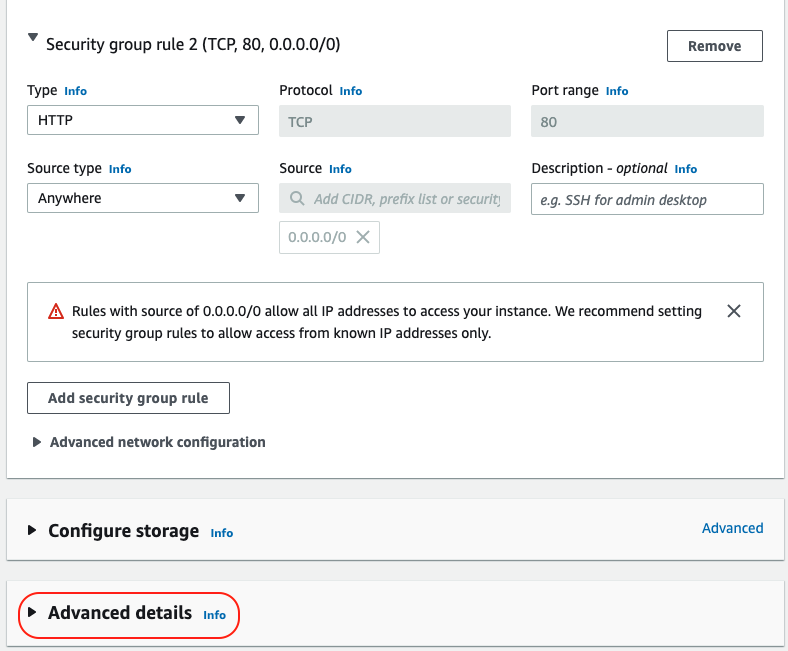 Security group rule 2 (TCP, 80, 0.0.0.0/0)
Remove
Type Info
Protocol Info
Port range Info
HTTP
TCP
80
Source type Info
Source Info
Description - optional Info
Anywhere
Add CIDR, prefix list or security
e.g. SSH for admin desktop
0.0.0.0/0
Rules with source of 0.0.0.0/0 allow all IP addresses to access your instance. We recommend setting
security group rules to allow access from known IP addresses only.
Add security group rule
Advanced network configuration
Configure storage Info
Advanced
Advanced details Info